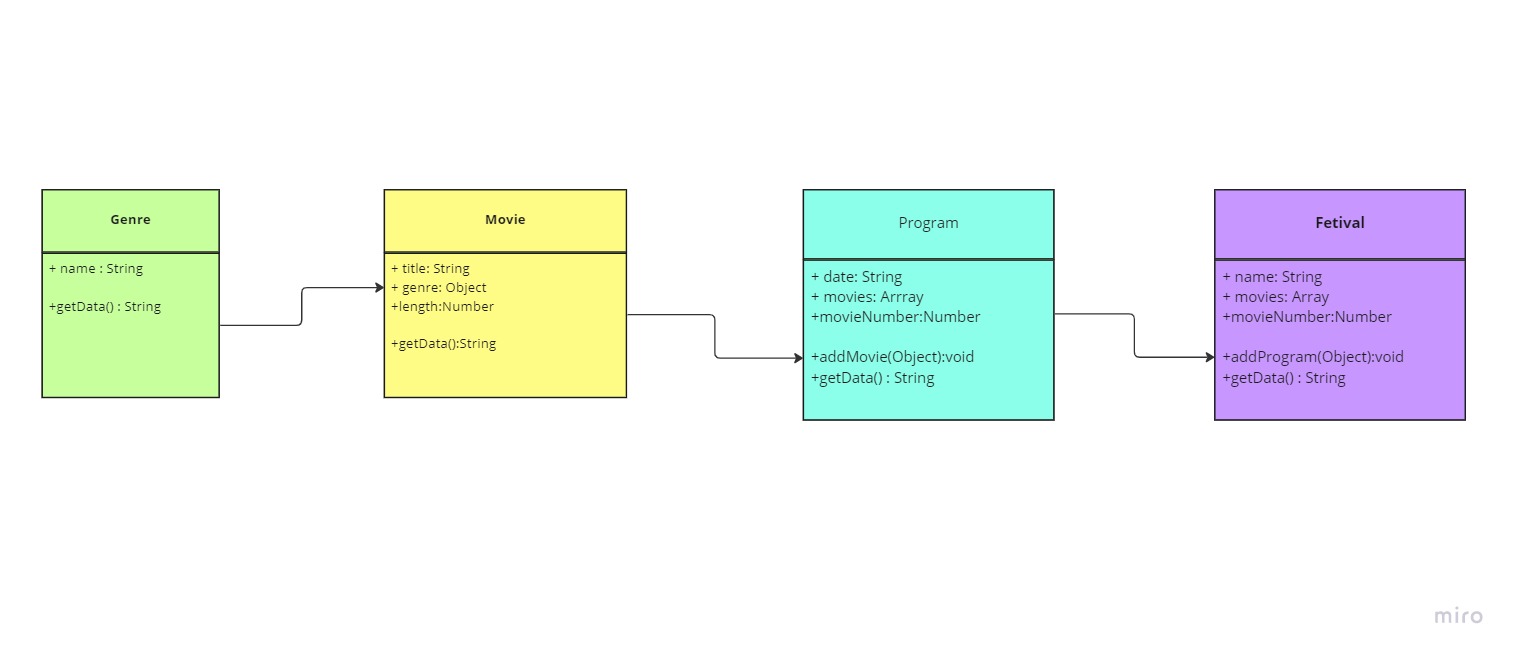 Genre
+ name : String
+getData() : String
Movie
+ title: String
+ genre: Object
+length:Number
+getData():String
Program
+ date: String
+ movies: Arrray
+movieNumber:Number
+addMovie(Object):void
+getData() : String
Fetival
+ name: String
+ movies: Array
+movieNumber:Number
+addProgram(Object):void
+getData() : String
miro